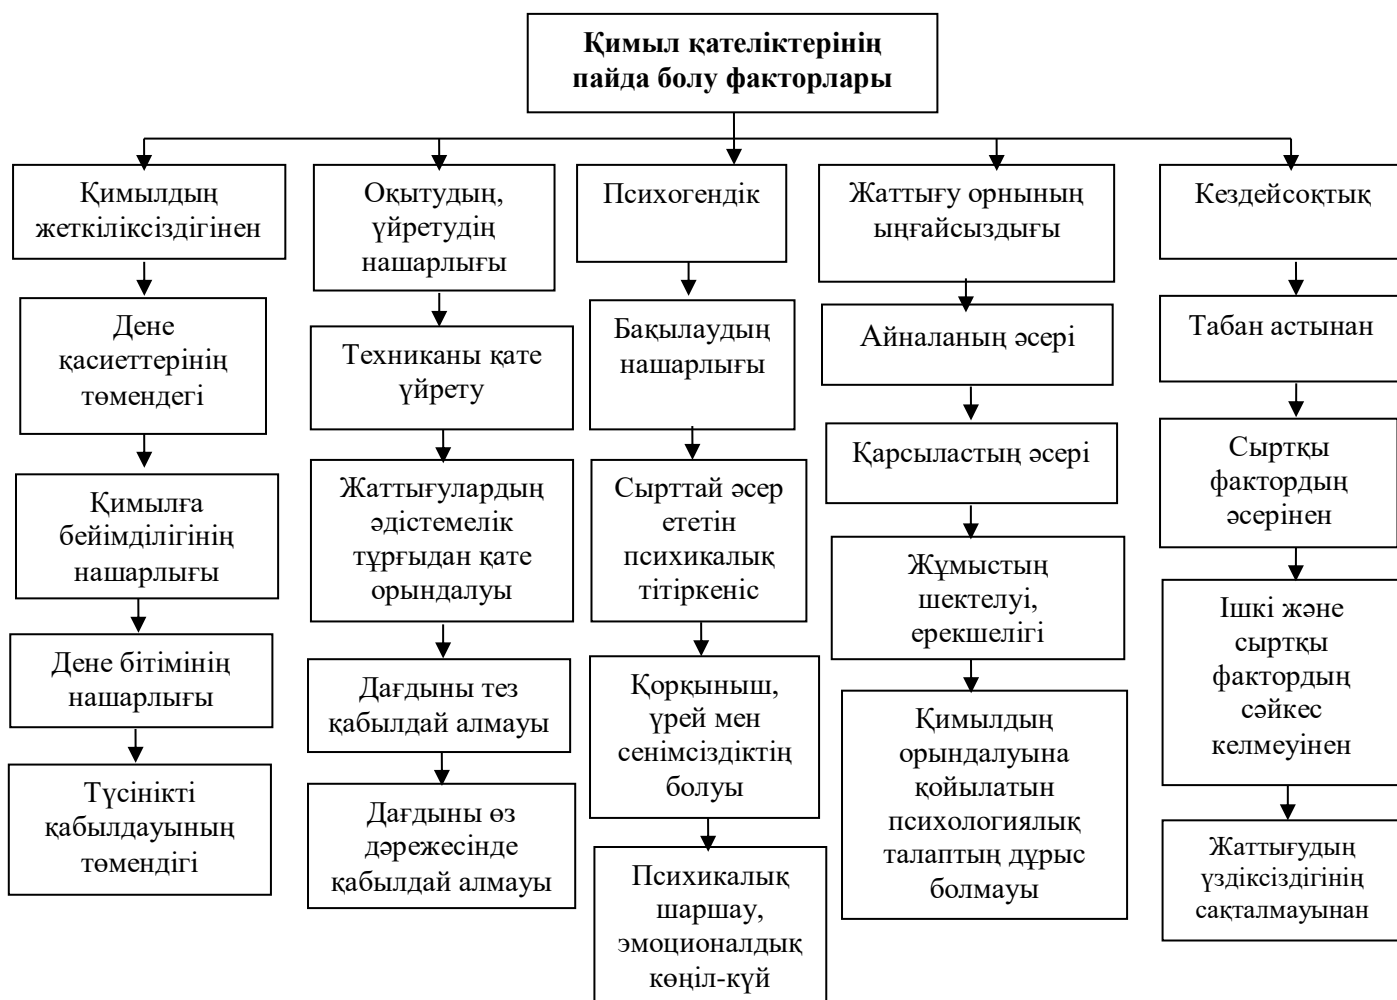 Қимыл қателіктерінің
пайда болу факторлары
Қимылдың
жеткіліксіздігінен
Дене
қасиеттерінің
төмендегі
Қимылға
бейімділігінің
нашарлығы
Дене бітімінің
нашарлығы
Түсінікті
қабылдауының
төмендігі
Оқытудың,
үйретудің
нашарлығы
Техниканы қате
үйрету
Жаттығулардың
әдістемелік
тұрғыдан қате
орындалуы
Дағдыны тез
қабылдай алмауы
Дағдыны өз
дәрежесінде
қабылдай алмауы
Психогендік
Бақылаудың
нашарлығы
Сырттай әсер
ететін
психикалық
тітіркеніс
Қорқыныш,
үрей мен
сенімсіздіктің
болуы
Психикалық
шаршау,
эмоционалдық
көңіл-күй
Жаттығу орнының
ыңғайсыздығы
Айналаның әсері
Қарсыластың әсері
Жұмыстың
шектелуі,
ерекшелігі
Қимылдың
орындалуына
қойылатын
психологиялық
талаптың дұрыс
болмауы
Кездейсоқтық
Табан астынан
Сыртқы
фактордың
әсерінен
Ішкі және
сыртқы
фактордың
сәйкес
келмеуінен
Жаттығудың
үздіксіздігінің
сақталмауынан